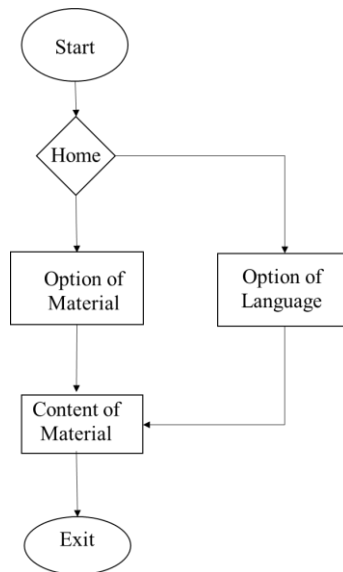 Start
Home
Option of
Material
Option of
Language
Content of
Material
Exit